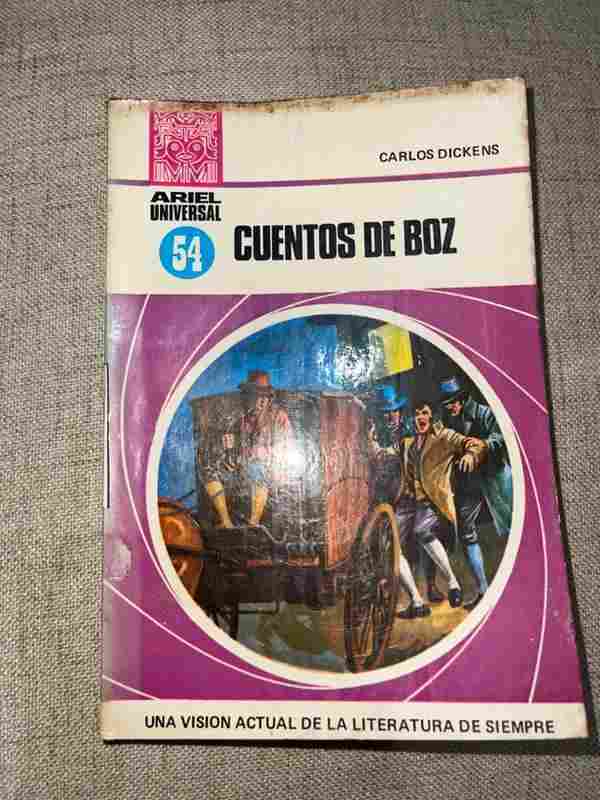 CARLOS DICKENS
ARIEL
UNIVERSAL
54
CUENTOS DE BOZ
UNA VISION ACTUAL DE LA LITERATURA DE SIEMPRE